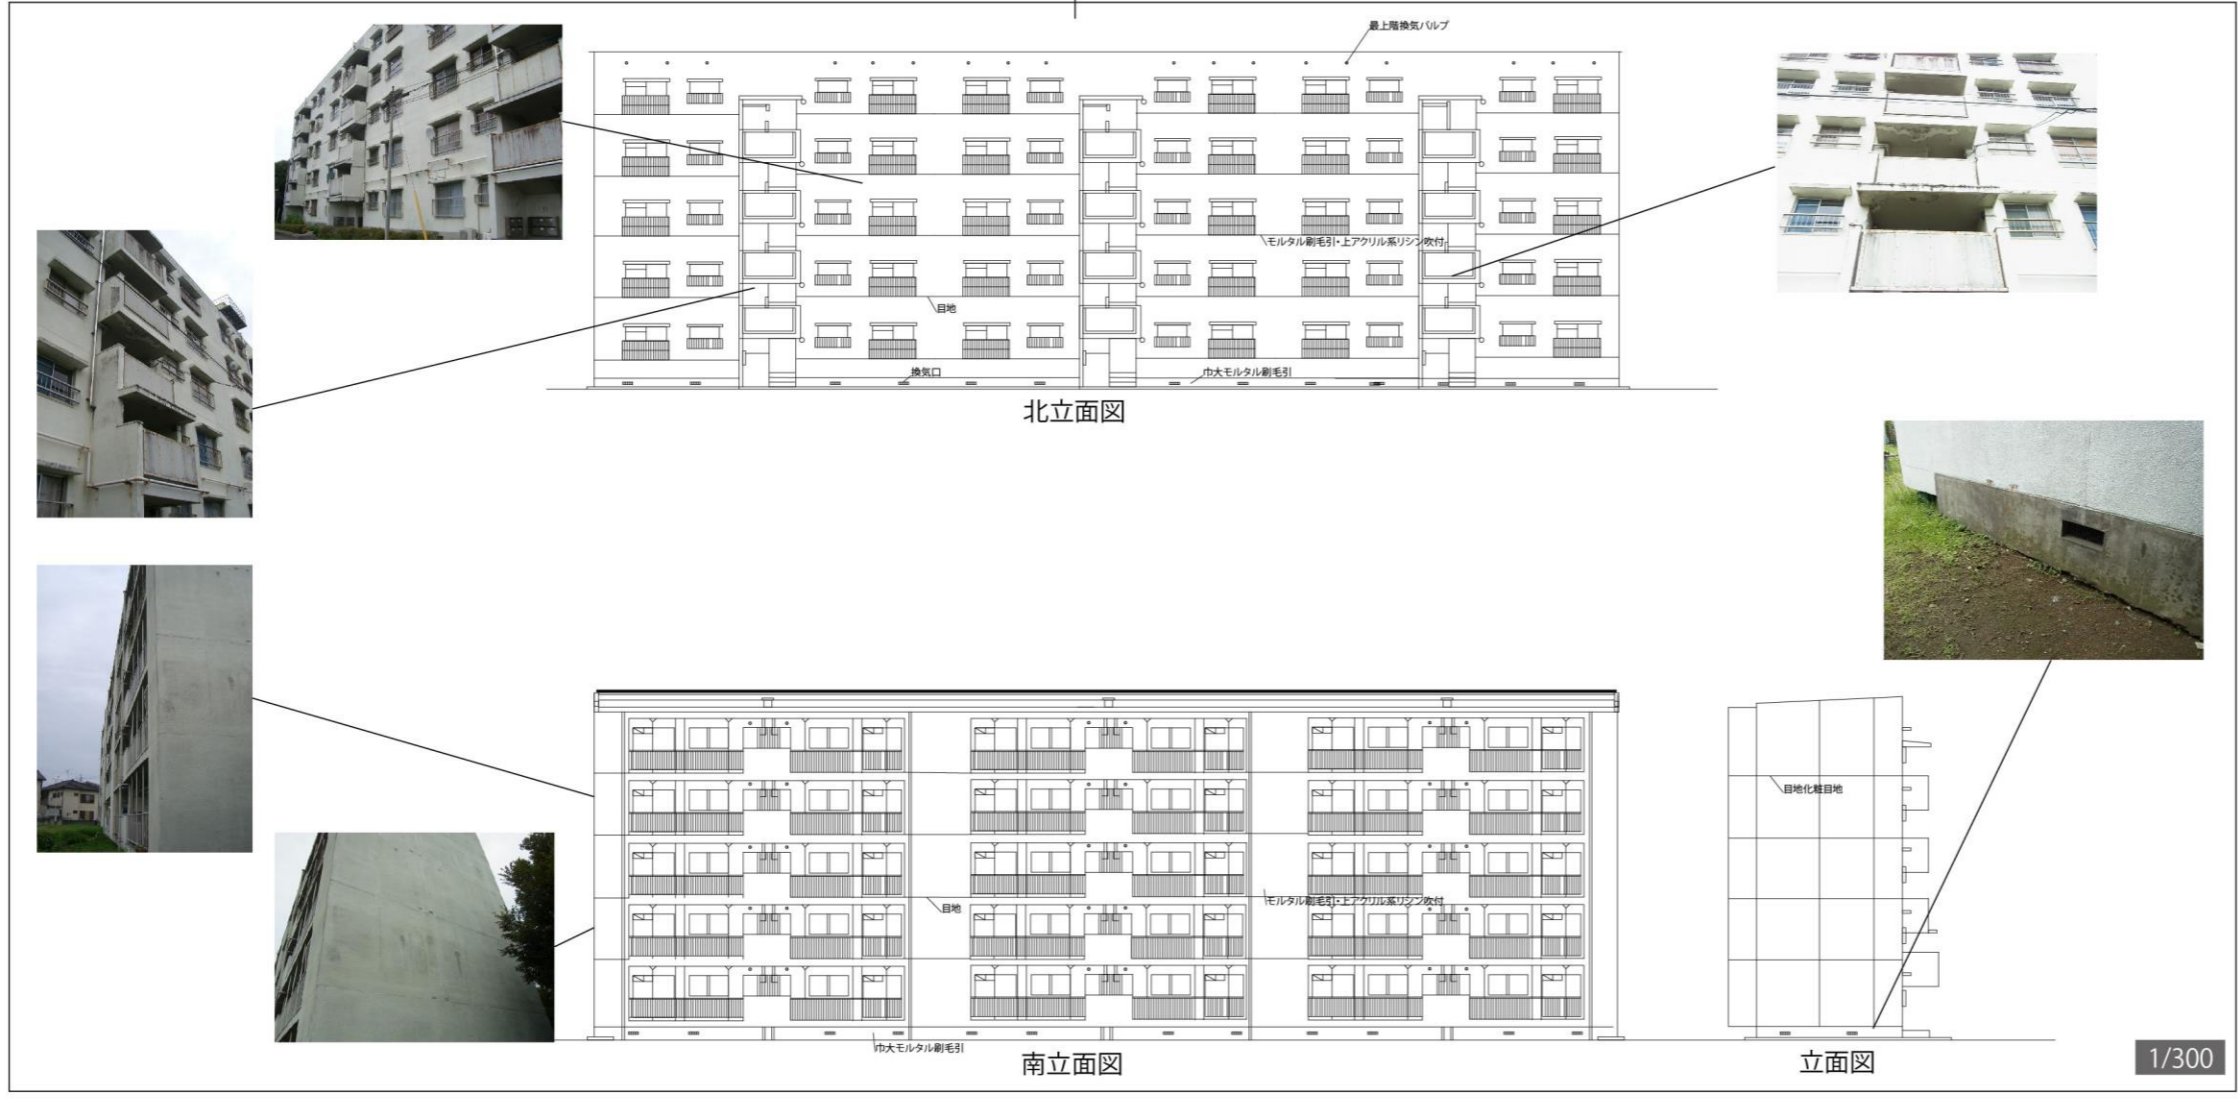 最上階換気バルブ
モルタル刷毛引・上アクリル系リシン吹付
目地
換気口
巾大モルタル刷毛引
北立面図
目地化粧目地
目地
モルタル刷毛引・上アクリル系リシン吹付
巾大モルタル刷毛引
南立面図
立面図
1/300